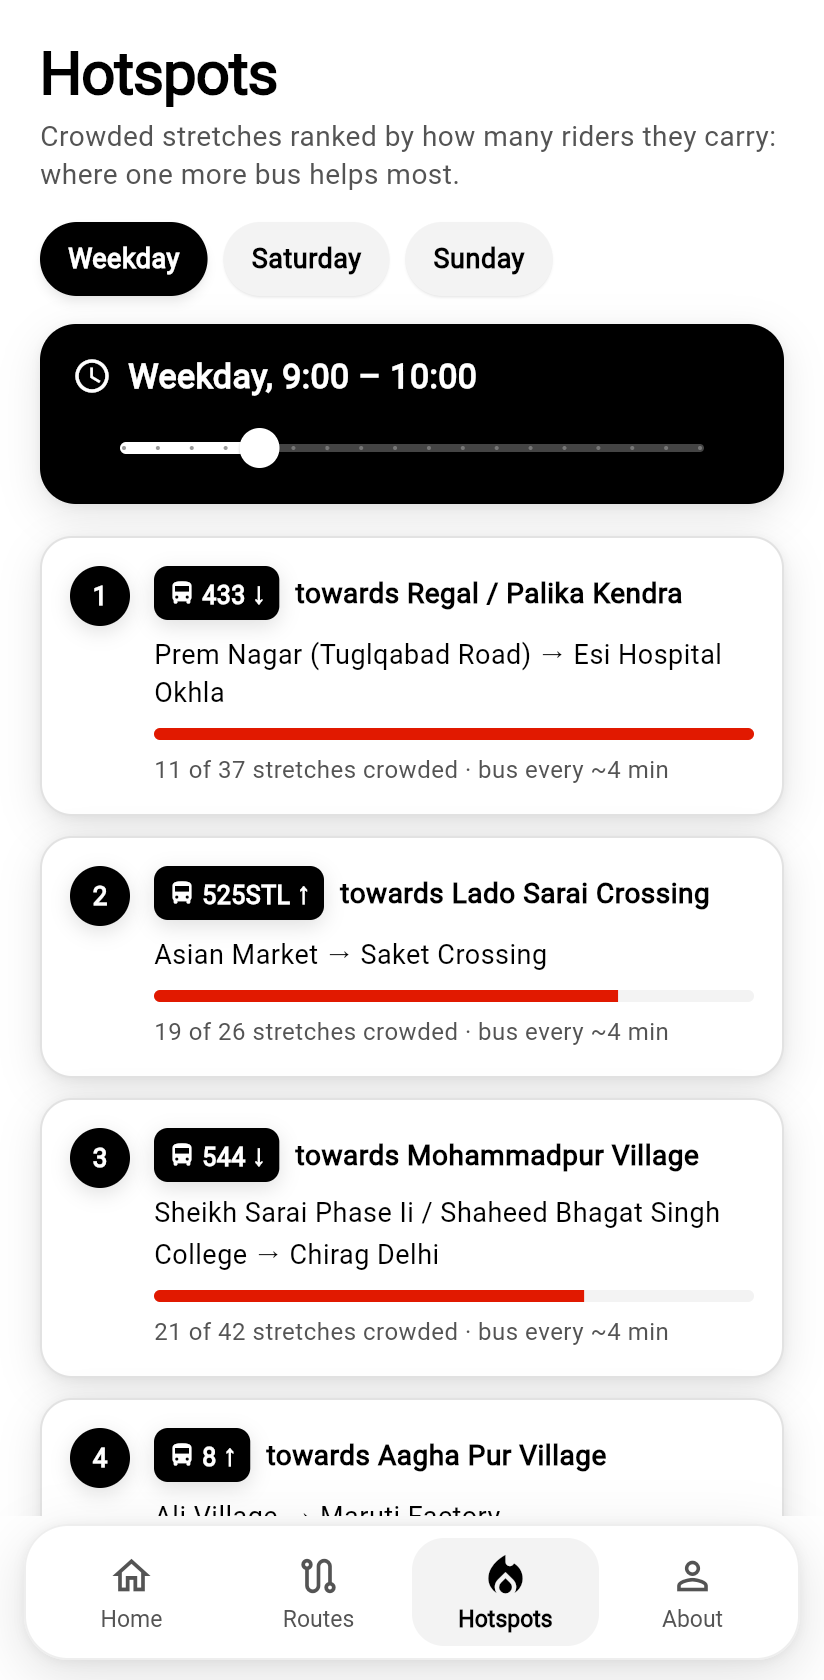 Hotspots
Crowded stretches ranked by how many riders they carry:
where one more bus helps most.
Weekday Saturday Sunday
Weekday, 9:00 – 10:00
1 433 ↓ towards Regal / Palika Kendra
Prem Nagar (Tuglqabad Road) → Esi Hospital
Okhla
11 of 37 stretches crowded · bus every ~4 min
2 525STL ↑ towards Lado Sarai Crossing
Asian Market → Saket Crossing
19 of 26 stretches crowded · bus every ~4 min
3 544 ↓ towards Mohammadpur Village
Sheikh Sarai Phase Ii / Shaheed Bhagat Singh
College → Chirag Delhi
21 of 42 stretches crowded · bus every ~4 min
4 8 ↑ towards Aagha Pur Village
Ali Village → Maruti Factory
Home Routes Hotspots About